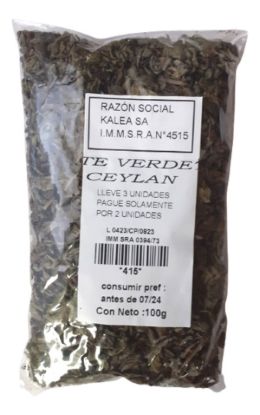 RAZÓN SOCIAL
KALEA SA
I.M.M.S.R.A.N°4515
TE VERDE
CEYLAN
LLEVE 3 UNIDADES
PAGUE SOLAMENTE
POR 2 UNIDADES
L 0423/CP/0823
IMM SRA 0394/73
"415"
consumir pref :
antes de 07/24
Con Neto :100g